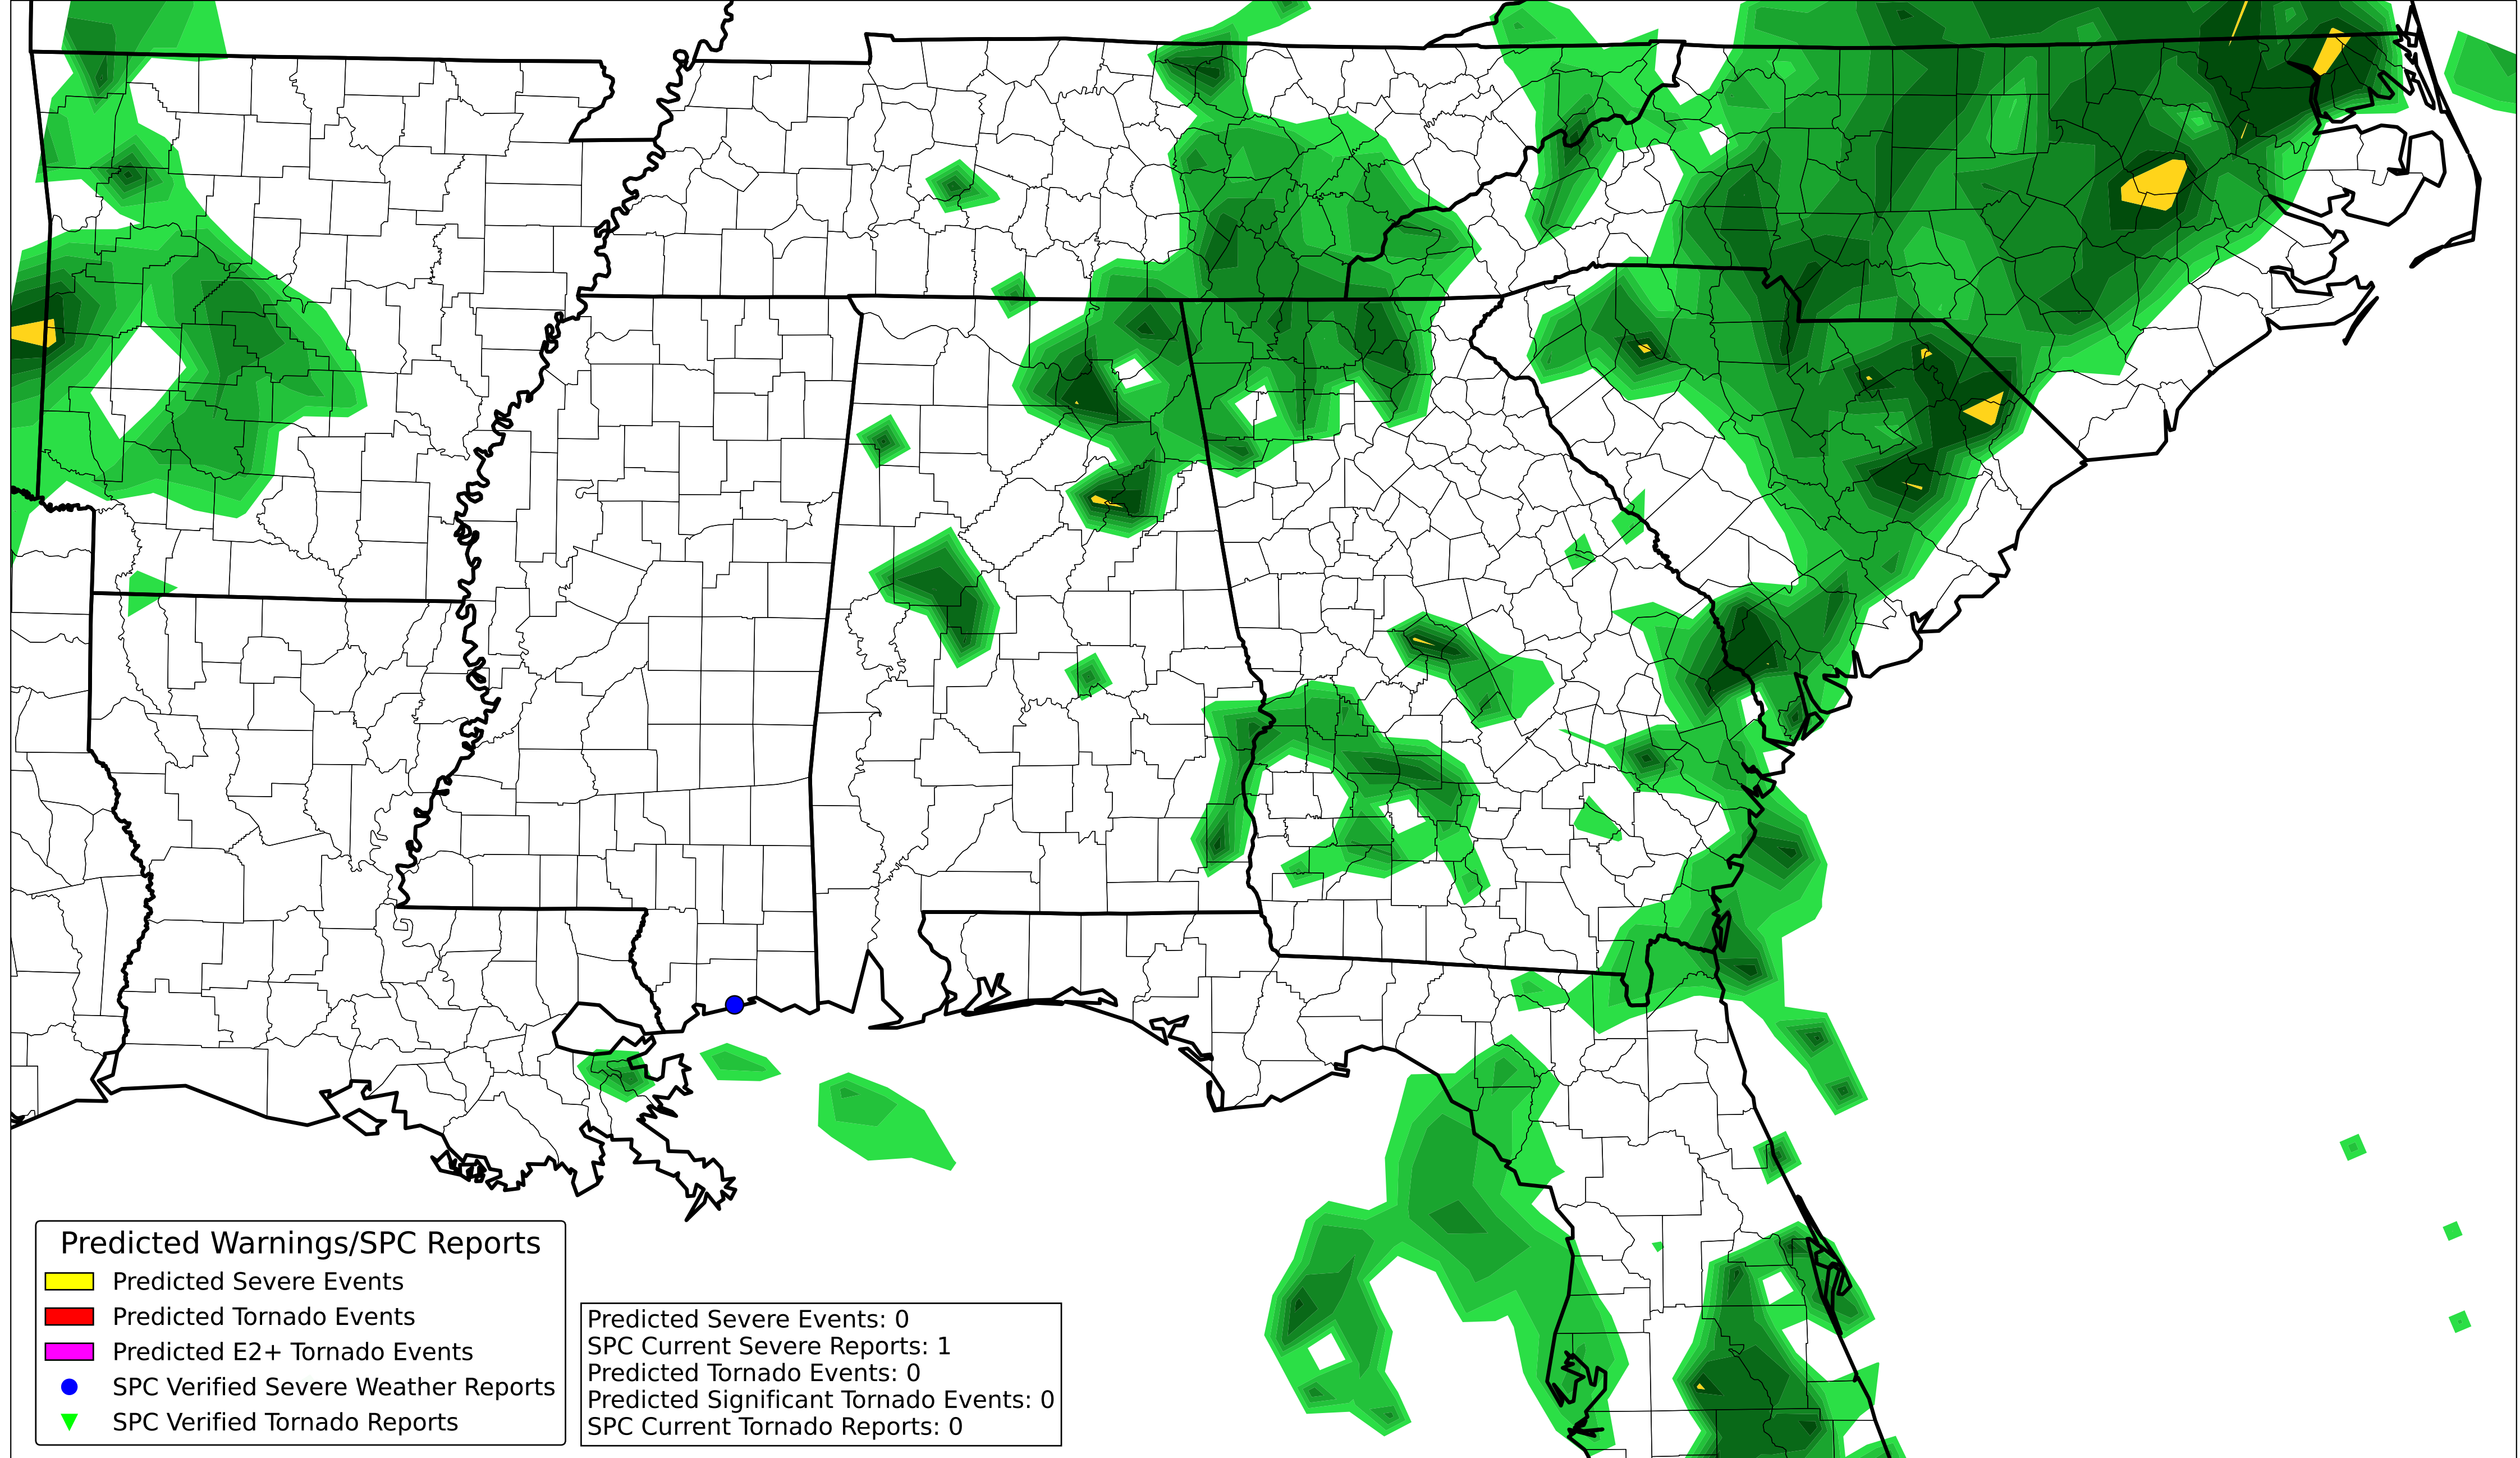 Predicted Warnings/SPC Reports
Predicted Severe Events
Predicted Tornado Events
Predicted E2+ Tornado Events
SPC Verified Severe Weather Reports
SPC Verified Tornado Reports
Predicted Severe Events: 0
SPC Current Severe Reports: 1
Predicted Tornado Events: 0
Predicted Significant Tornado Events: 0
SPC Current Tornado Reports: 0